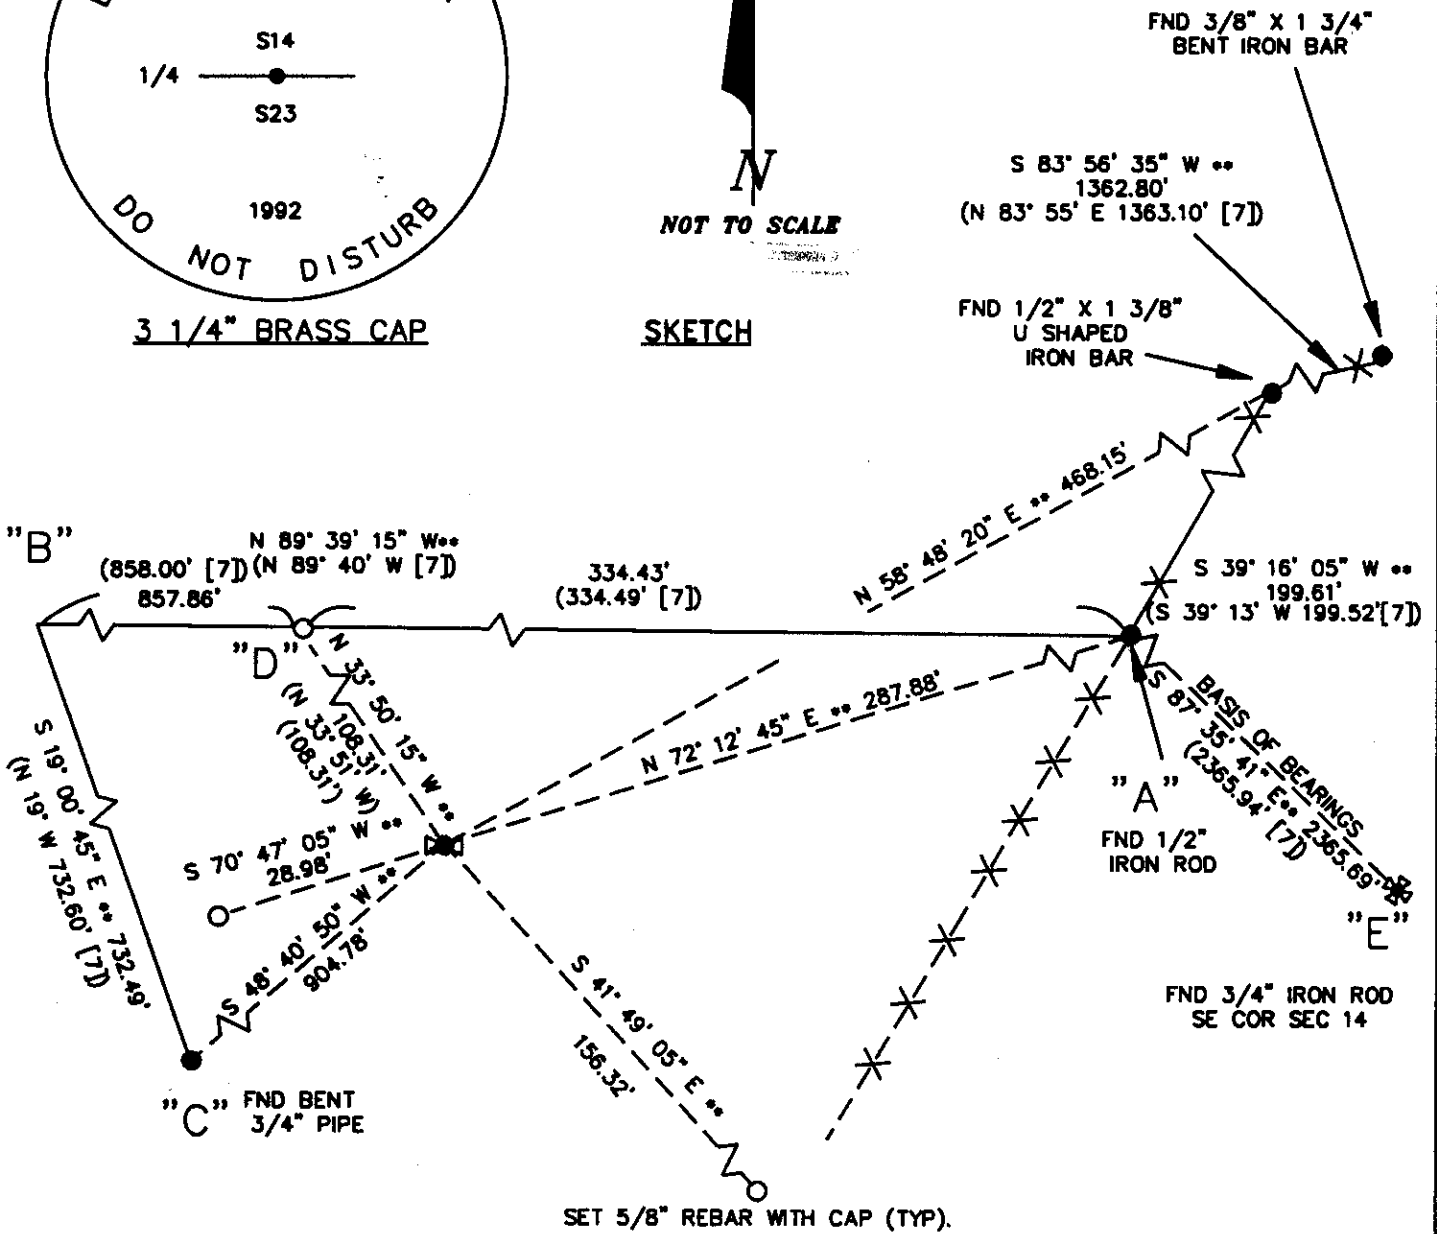 S14
1/4
S23
1992
DO NOT DISTURB
3 1/4" BRASS CAP
N
NOT TO SCALE
SKETCH
FND 3/8" X 1 3/4"
BENT IRON BAR
S 83° 56' 35" W **
1362.80'
(N 83° 55' E 1363.10' [7])
FND 1/2" X 1 3/8"
U SHAPED
IRON BAR
N 58° 48' 20" E ** 468.15'
"B"
N 89° 39' 15" W**
(858.00' [7]) (N 89° 40' W [7])
857.86'
334.43'
(334.49' [7])
S 39° 16' 05" W **
199.61'
(S 39° 13' W 199.52'[7])
"D"
N 33° 50' 15" W **
108.31'
(N 33° 51' W)
(108.31')
N 72° 12' 45" E ** 287.88'
BASIS OF BEARINGS
S 87° 35' 41" E** 2365.69'
(2365.94' [7])
"A"
FND 1/2"
IRON ROD
S 19° 00' 45" E ** 732.49'
(N 19° W 732.60' [7])
S 70° 47' 05" W **
28.98'
S 48° 40' 50" W **
904.78'
"E"
FND 3/4" IRON ROD
SE COR SEC 14
S 41° 49' 05" E **
156.32'
"C" FND BENT
3/4" PIPE
SET 5/8" REBAR WITH CAP (TYP).